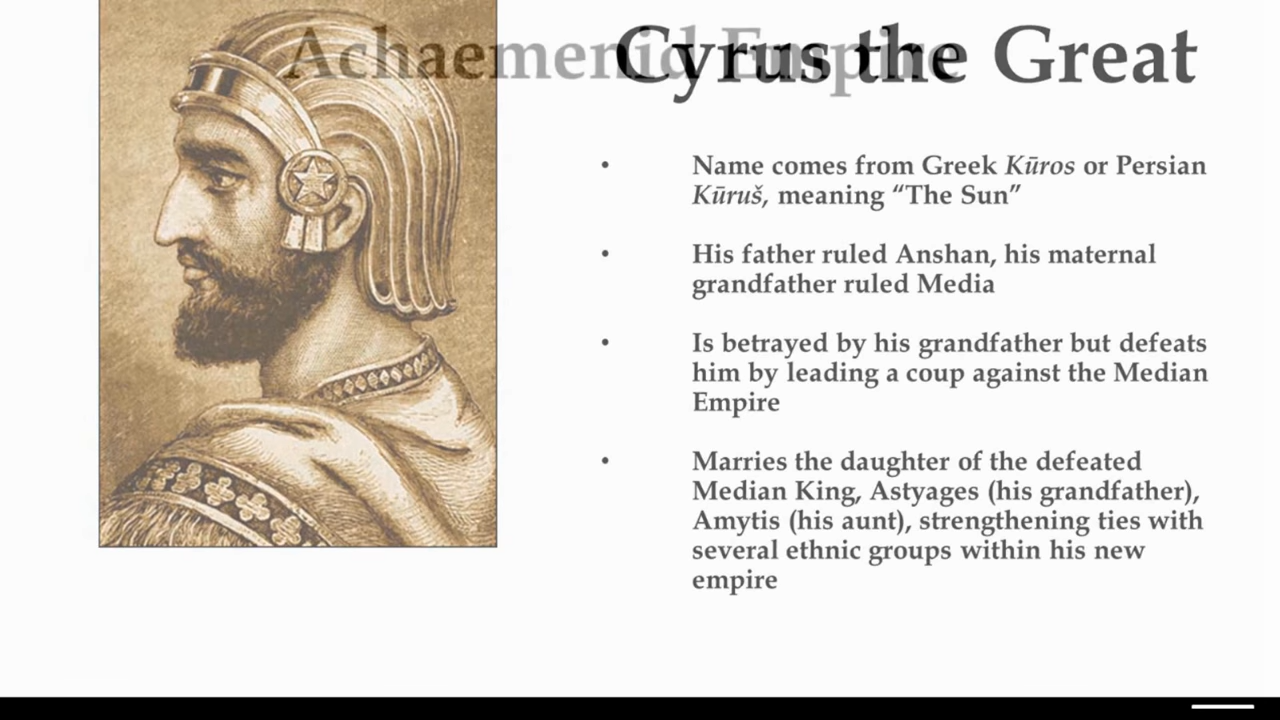 Achaemenid Empire
Cyrus the Great
• Name comes from Greek Kūros or Persian
Kūruš, meaning “The Sun”
• His father ruled Anshan, his maternal
grandfather ruled Media
• Is betrayed by his grandfather but defeats
him by leading a coup against the Median
Empire
• Marries the daughter of the defeated
Median King, Astyages (his grandfather),
Amytis (his aunt), strengthening ties with
several ethnic groups within his new
empire